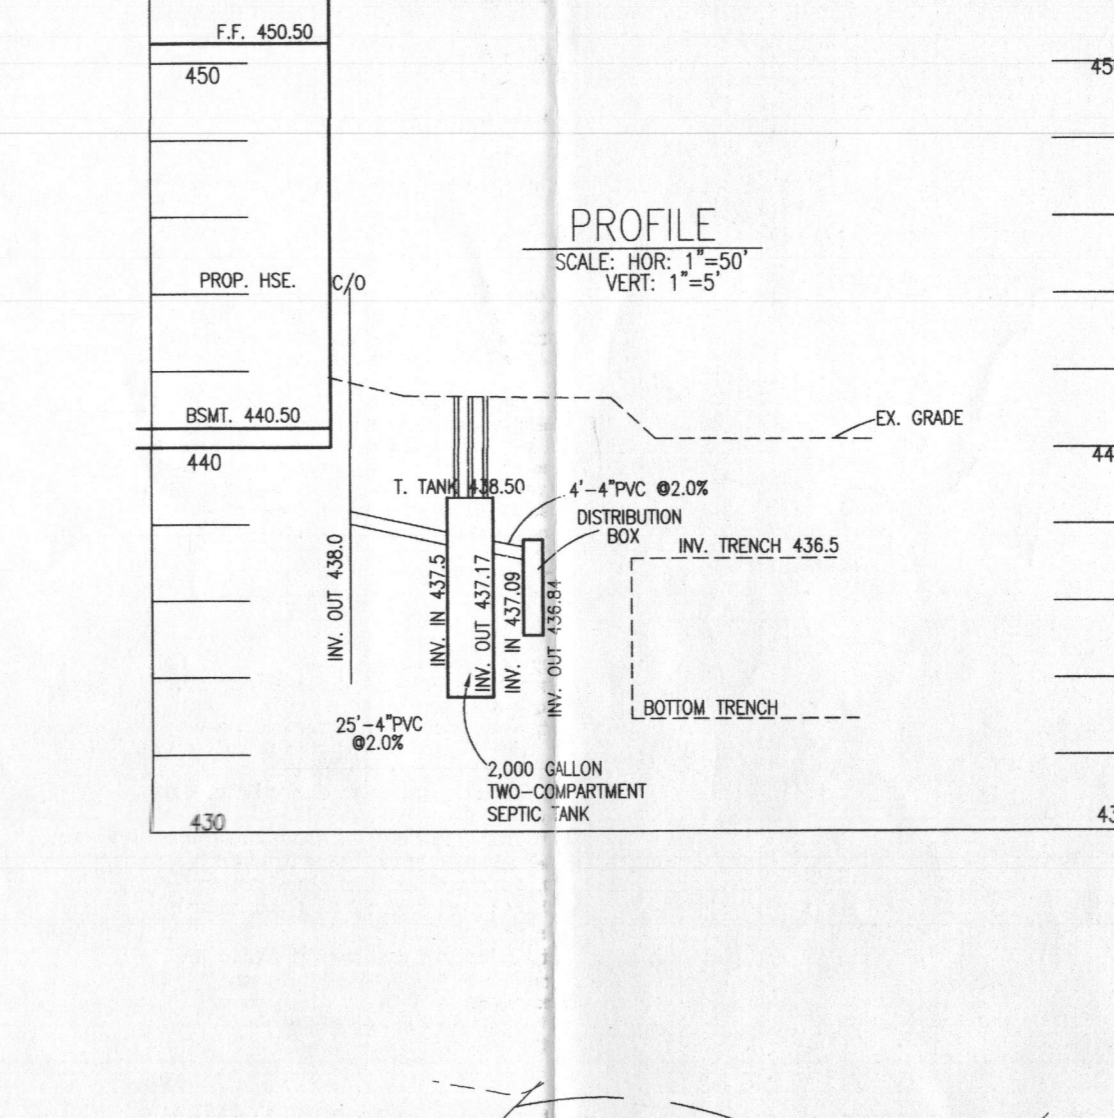 F.F. 450.50
450
PROFILE
SCALE: HOR: 1"=50'
VERT: 1"=5'
PROP. HSE.
C/O
BSMT. 440.50
EX. GRADE
440
T. TANK 438.50
4'-4"PVC @2.0%
DISTRIBUTION
BOX
INV. TRENCH 436.5
INV. OUT 438.0
INV. IN 437.5
INV. OUT 437.17
INV. IN 437.09
INV. OUT 436.84
BOTTOM TRENCH
25'-4"PVC
@2.0%
2,000 GALLON
TWO-COMPARTMENT
SEPTIC TANK
430